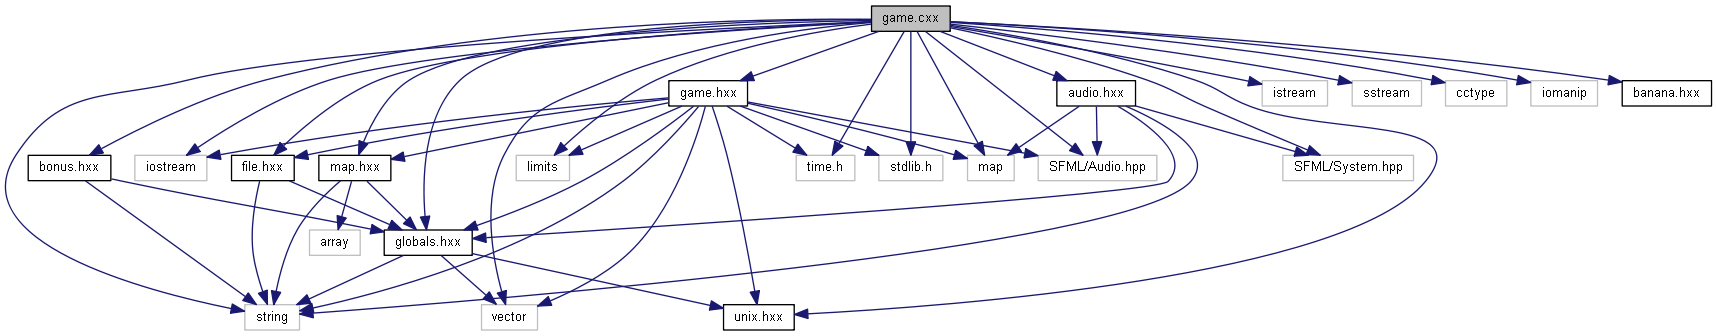 game.cxx
game.hxx
audio.hxx
istream
sstream
cctype
iomanip
banana.hxx
bonus.hxx
iostream
file.hxx
map.hxx
limits
time.h
stdlib.h
map
SFML/Audio.hpp
SFML/System.hpp
array
globals.hxx
string
vector
unix.hxx